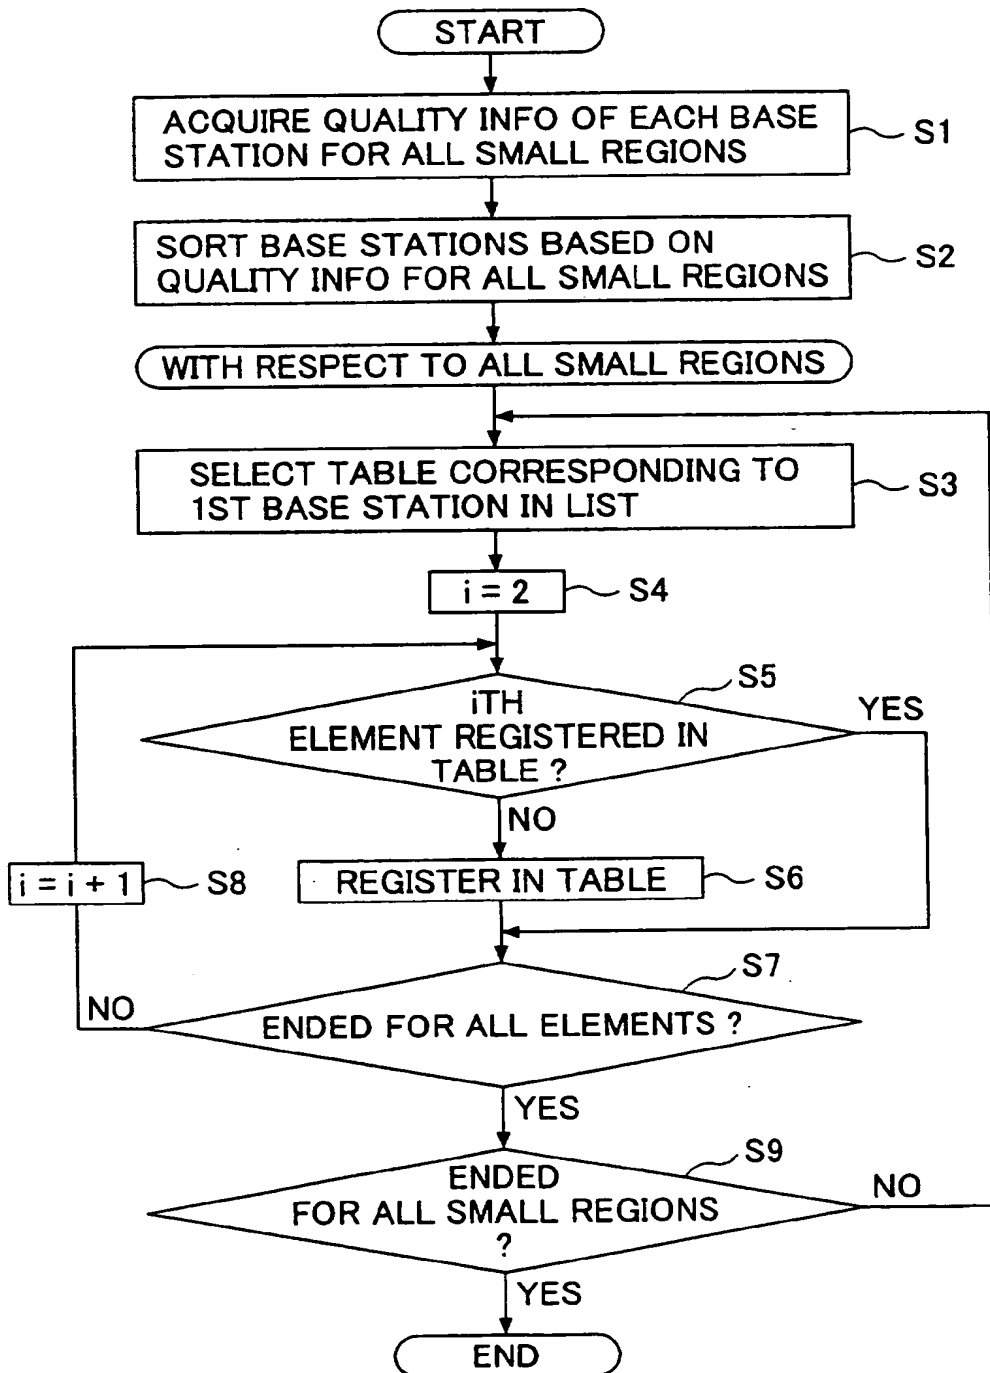 START
ACQUIRE QUALITY INFO OF EACH BASE
STATION FOR ALL SMALL REGIONS
S1
SORT BASE STATIONS BASED ON
QUALITY INFO FOR ALL SMALL REGIONS
S2
WITH RESPECT TO ALL SMALL REGIONS
SELECT TABLE CORRESPONDING TO
1ST BASE STATION IN LIST
S3
i = 2
S4
S5
iTH
ELEMENT REGISTERED IN
TABLE ?
YES
NO
i = i + 1
S8
REGISTER IN TABLE
S6
S7
NO
ENDED FOR ALL ELEMENTS ?
YES
S9
ENDED
FOR ALL SMALL REGIONS
?
NO
YES
END